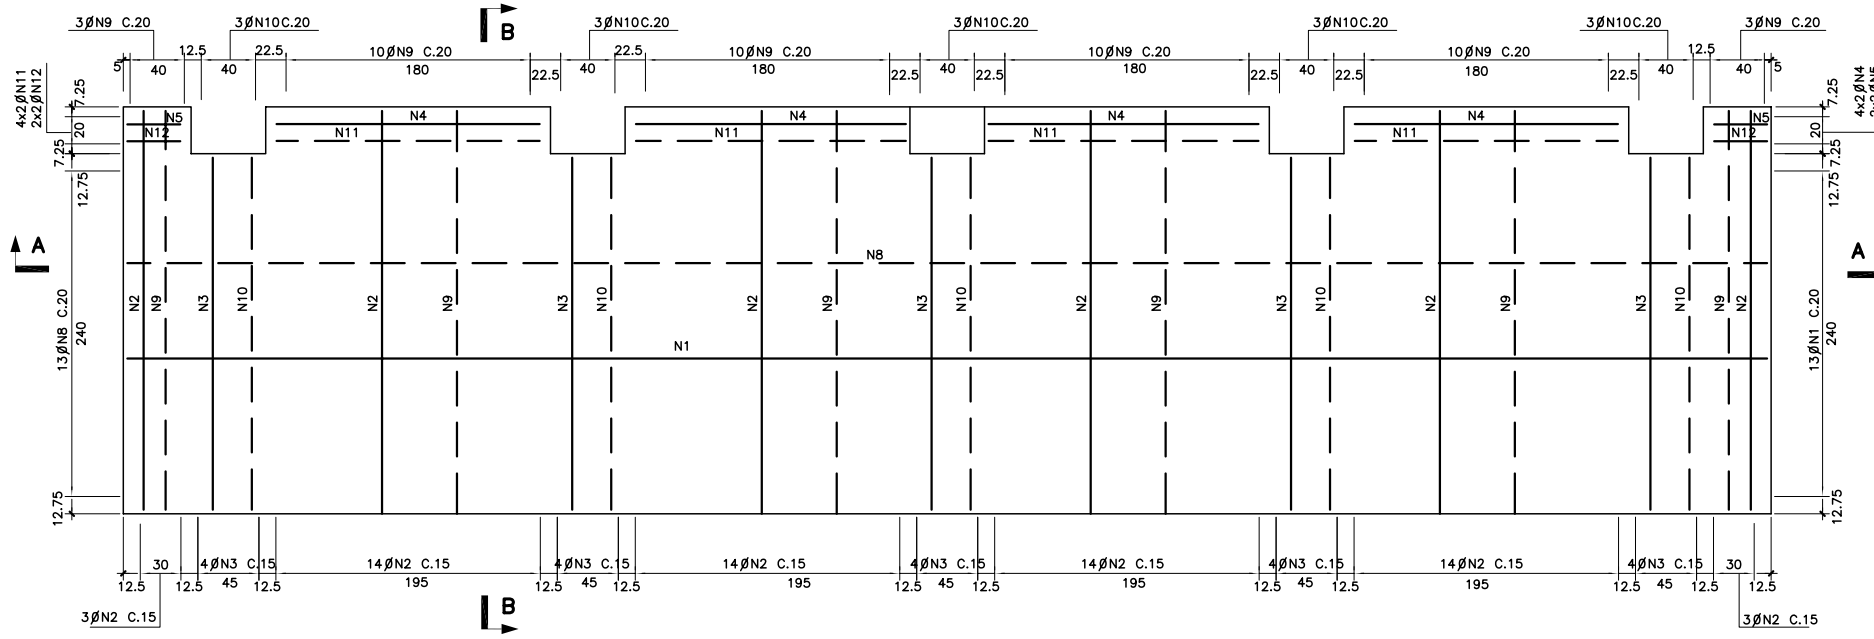 3ØN9 C.20
3ØN10C.20
B
3ØN10C.20
3ØN10C.20
3ØN10C.20
3ØN10C.20
3ØN9 C.20
12.5
22.5
10ØN9 C.20
22.5
10ØN9 C.20
10ØN9 C.20
10ØN9 C.20
12.5
5
40
40
180
22.5
40
180
22.5
40
22.5
180
22.5
40
22.5
180
22.5
40
40
5
4x2ØN11
2x2ØN12
7.25
20
7.25
12.75
4x2ØN4
7.25
20
7.25
12.75
N5
N12
N4
N11
N4
N11
N4
N11
N4
N11
N5
N12
A
N8
A
N2
N9
N3
N10
N2
N9
N3
N10
N2
N9
N3
N10
N2
N9
N3
N10
N2
N9
N3
N10
N9
N2
13ØN8 C.20
240
N1
13ØN1 C.20
240
12.75
12.75
30
4ØN3 C.15
14ØN2 C.15
4ØN3 C.15
14ØN2 C.15
4ØN3 C.15
14ØN2 C.15
4ØN3 C.15
14ØN2 C.15
4ØN3 C.15
30
12.5
12.5
45
12.5
195
12.5
45
12.5
195
12.5
45
12.5
195
12.5
45
12.5
195
12.5
45
12.5
12.5
3ØN2 C.15
B
3ØN2 C.15